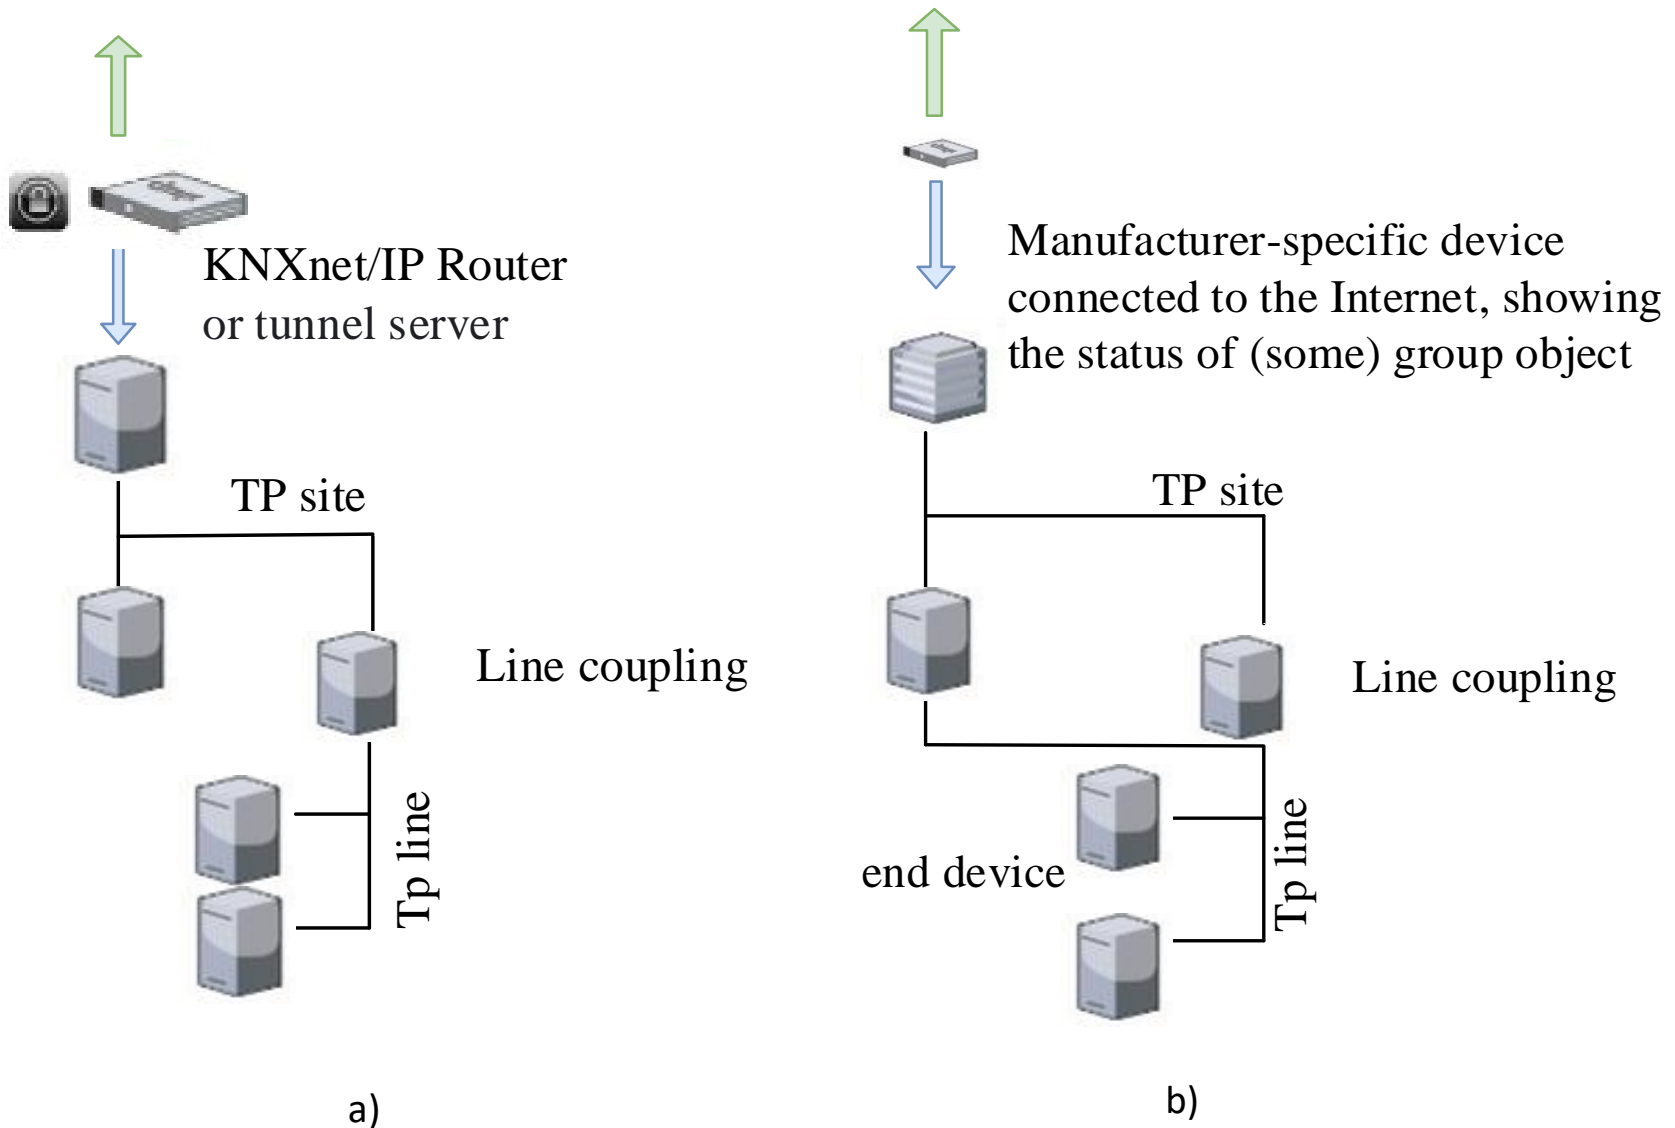 KNXnet/IP Router
or tunnel server
TP site
Line coupling
Tp line
a)
Manufacturer-specific device
connected to the Internet, showing
the status of (some) group object
TP site
Line coupling
end device
Tp line
b)